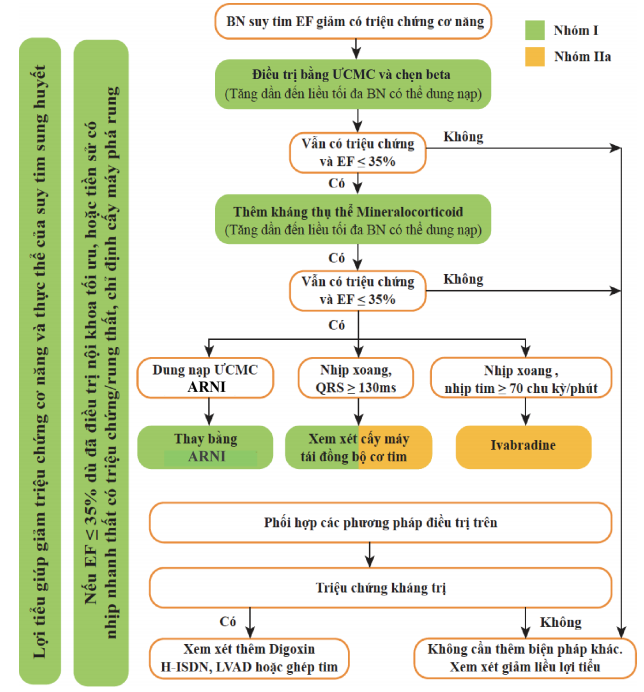 Lợi tiểu giúp giảm triệu chứng cơ năng và thực thể của suy tim sung huyết
Nếu EF ≤ 35% dù đã điều trị nội khoa tối ưu, hoặc tiền sử có
nhịp nhanh thất có triệu chứng/rung thất, chỉ định cấy máy phá rung
BN suy tim EF giảm có triệu chứng cơ năng
Nhóm I
Nhóm IIa
Điều trị bằng ƯCMC và chẹn beta
(Tăng dần đến liều tối đa BN có thể dung nạp)
Vẫn có triệu chứng
và EF ≤ 35%
Không
Có
Thêm kháng thụ thể Mineralocorticoid
(Tăng dần đến liều tối đa BN có thể dung nạp)
Có
Vẫn có triệu chứng
và EF ≤ 35%
Không
Có
Dung nạp ƯCMC
ARNI
Nhịp xoang,
QRS ≥ 130ms
Nhịp xoang ,
nhịp tim ≥ 70 chu kỳ/phút
Thay bằng
ARNI
Xem xét cấy máy
tái đồng bộ cơ tim
Ivabradine
Phối hợp các phương pháp điều trị trên
Triệu chứng kháng trị
Có
Không
Xem xét thêm Digoxin
H-ISDN, LVAD hoặc ghép tim
Không cần thêm biện pháp khác.
Xem xét giảm liều lợi tiểu